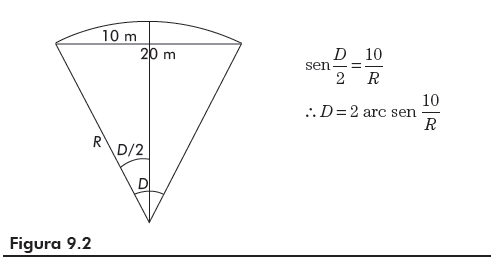 10 m
20 m
sen D/2 = 10/R
∴ D = 2 arc sen 10/R
R
D/2
D
Figura 9.2